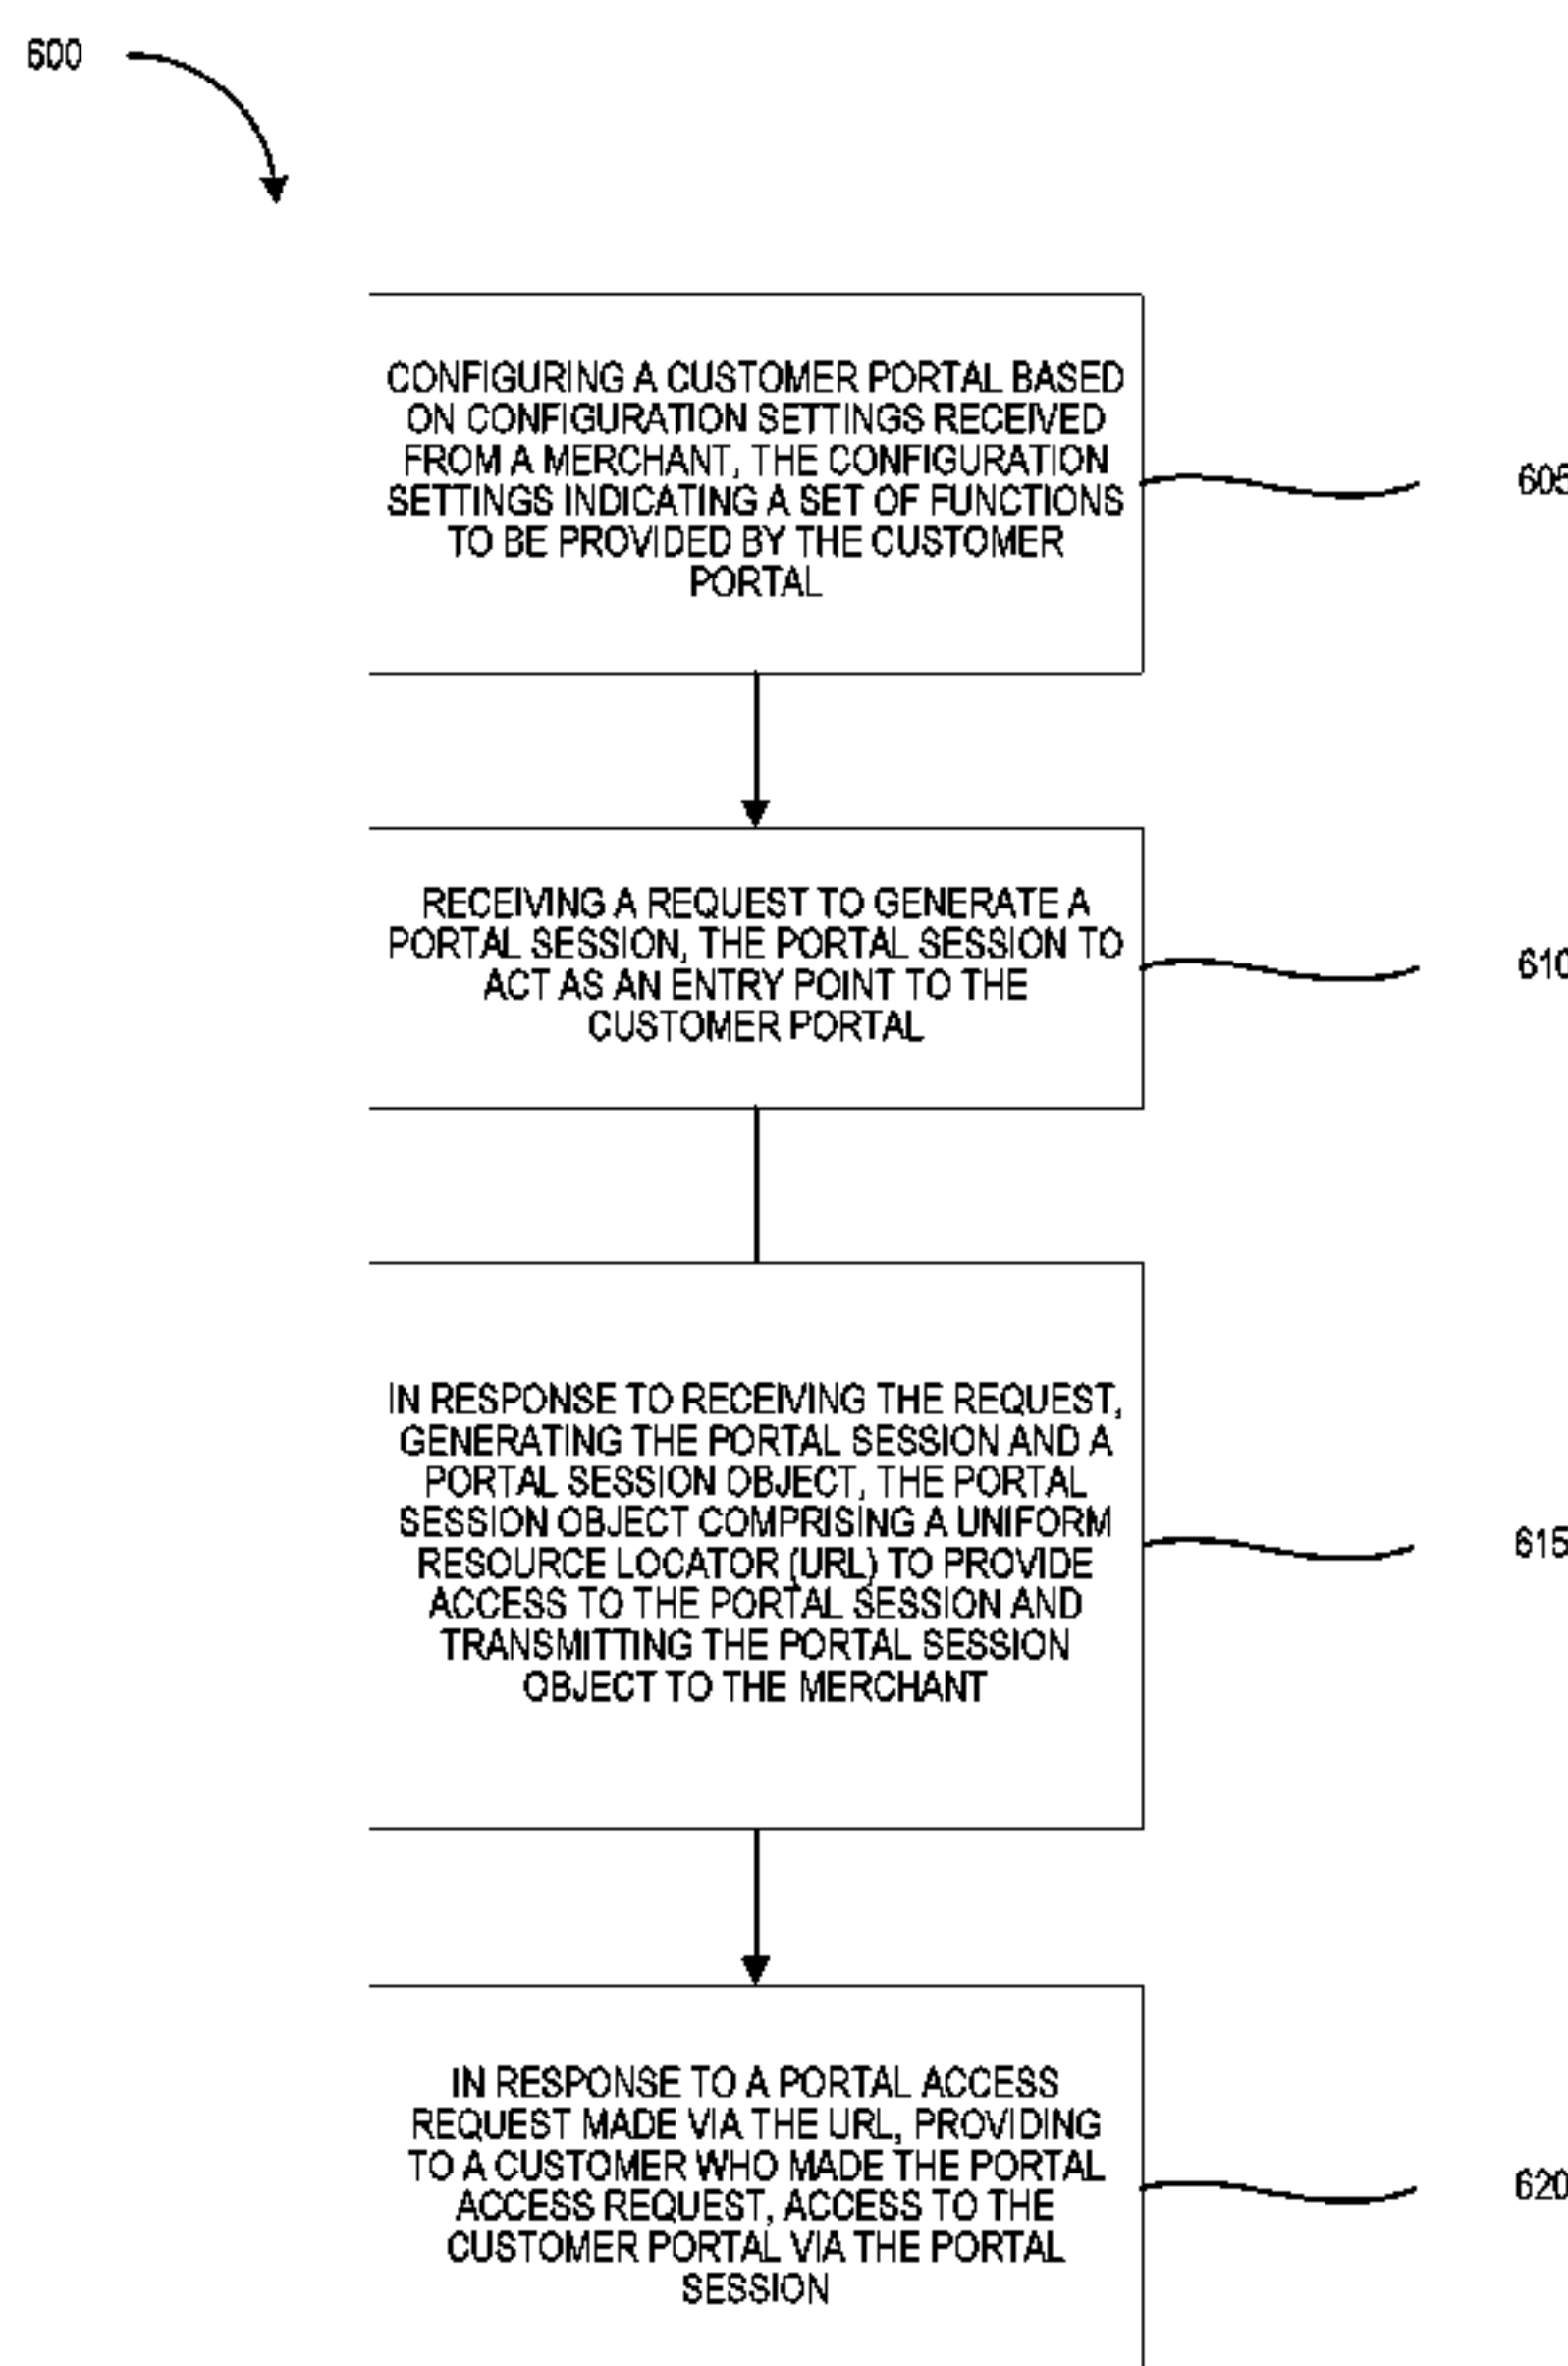 600
CONFIGURING A CUSTOMER PORTAL BASED
ON CONFIGURATION SETTINGS RECEIVED
FROM A MERCHANT, THE CONFIGURATION
SETTINGS INDICATING A SET OF FUNCTIONS
TO BE PROVIDED BY THE CUSTOMER
PORTAL
605
RECEIVING A REQUEST TO GENERATE A
PORTAL SESSION, THE PORTAL SESSION TO
ACT AS AN ENTRY POINT TO THE
CUSTOMER PORTAL
610
IN RESPONSE TO RECEIVING THE REQUEST,
GENERATING THE PORTAL SESSION AND A
PORTAL SESSION OBJECT, THE PORTAL
SESSION OBJECT COMPRISING A UNIFORM
RESOURCE LOCATOR (URL) TO PROVIDE
ACCESS TO THE PORTAL SESSION AND
TRANSMITTING THE PORTAL SESSION
OBJECT TO THE MERCHANT
615
IN RESPONSE TO A PORTAL ACCESS
REQUEST MADE VIA THE URL, PROVIDING
TO A CUSTOMER WHO MADE THE PORTAL
ACCESS REQUEST, ACCESS TO THE
CUSTOMER PORTAL VIA THE PORTAL
SESSION
620